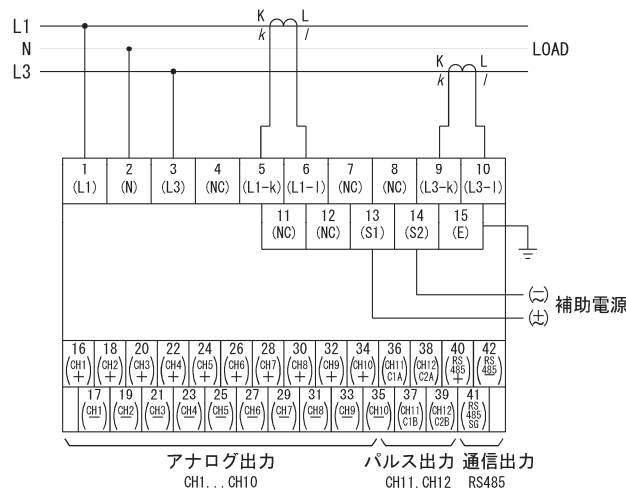 K L
L1 k l
N LOAD
K L
L3 k l
1 2 3 4 5 6 7 8 9 10
(L1) (N) (L3) (NC) (L1-k) (L1-l) (NC) (NC) (L3-k) (L3-l)
11 12 13 14 15
(NC) (NC) (S1) (S2) (E)
(−)
補助電源
(+)
16 18 20 22 24 26 28 30 32 34 36 38 40 42
(CH1 +) (CH2 +) (CH3 +) (CH4 +) (CH5 +) (CH6 +) (CH7 +) (CH8 +) (CH9 +) (CH10 +) (CH11 C1A) (CH12 C2A) (RS 485 +) (RS 485 −)
17 19 21 23 25 27 29 31 33 35 37 39 41
(CH1 −) (CH2 −) (CH3 −) (CH4 −) (CH5 −) (CH6 −) (CH7 −) (CH8 −) (CH9 −) (CH10 −) (CH11 C1B) (CH12 C2B) (RS 485 SG)
アナログ出力 パルス出力 通信出力
CH1...CH10 CH11.CH12 RS485